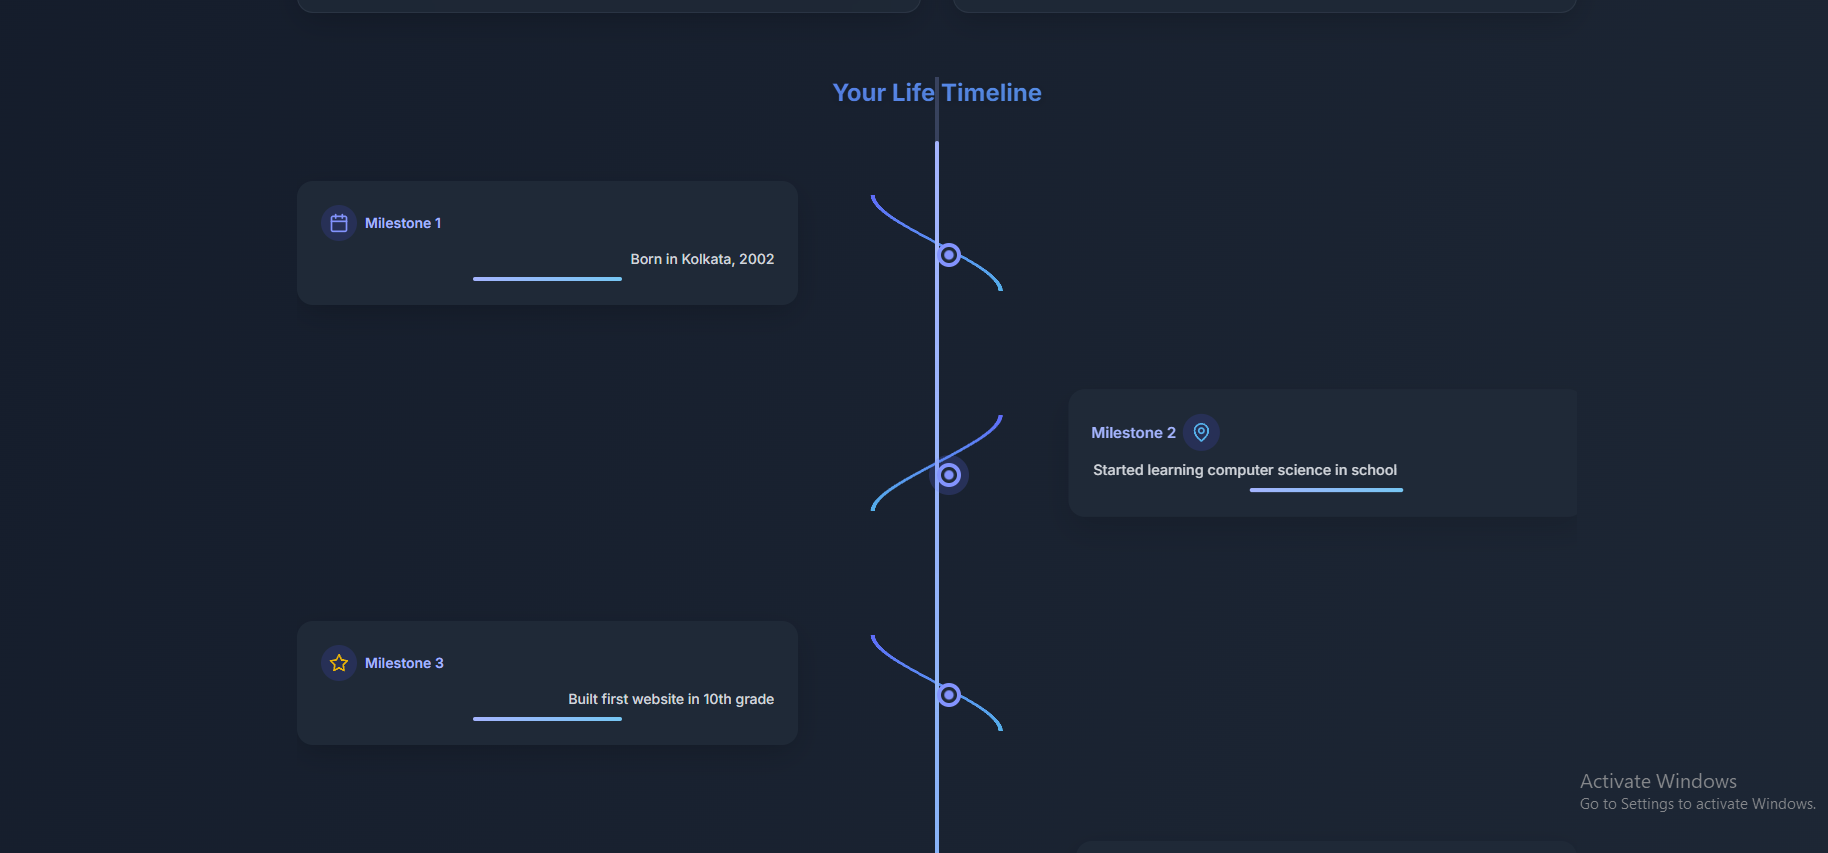 Your Life Timeline
Milestone 1
Born in Kolkata, 2002
Milestone 2
Started learning computer science in school
Milestone 3
Built first website in 10th grade
Activate Windows
Go to Settings to activate Windows.